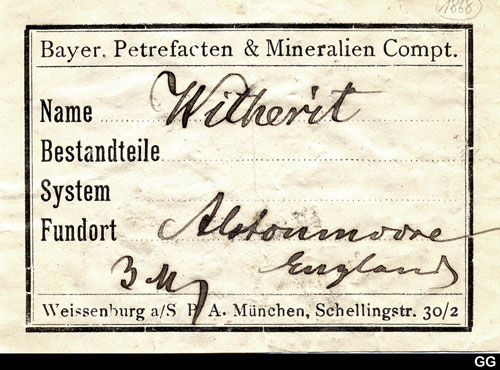 1868
Bayer. Petrefacten & Mineralien Compt.
Name Witherit
Bestandteile
System
Fundort Alstonmoore
England
3 M
Weissenburg a/S P. A. München, Schellingstr. 30/2
GG